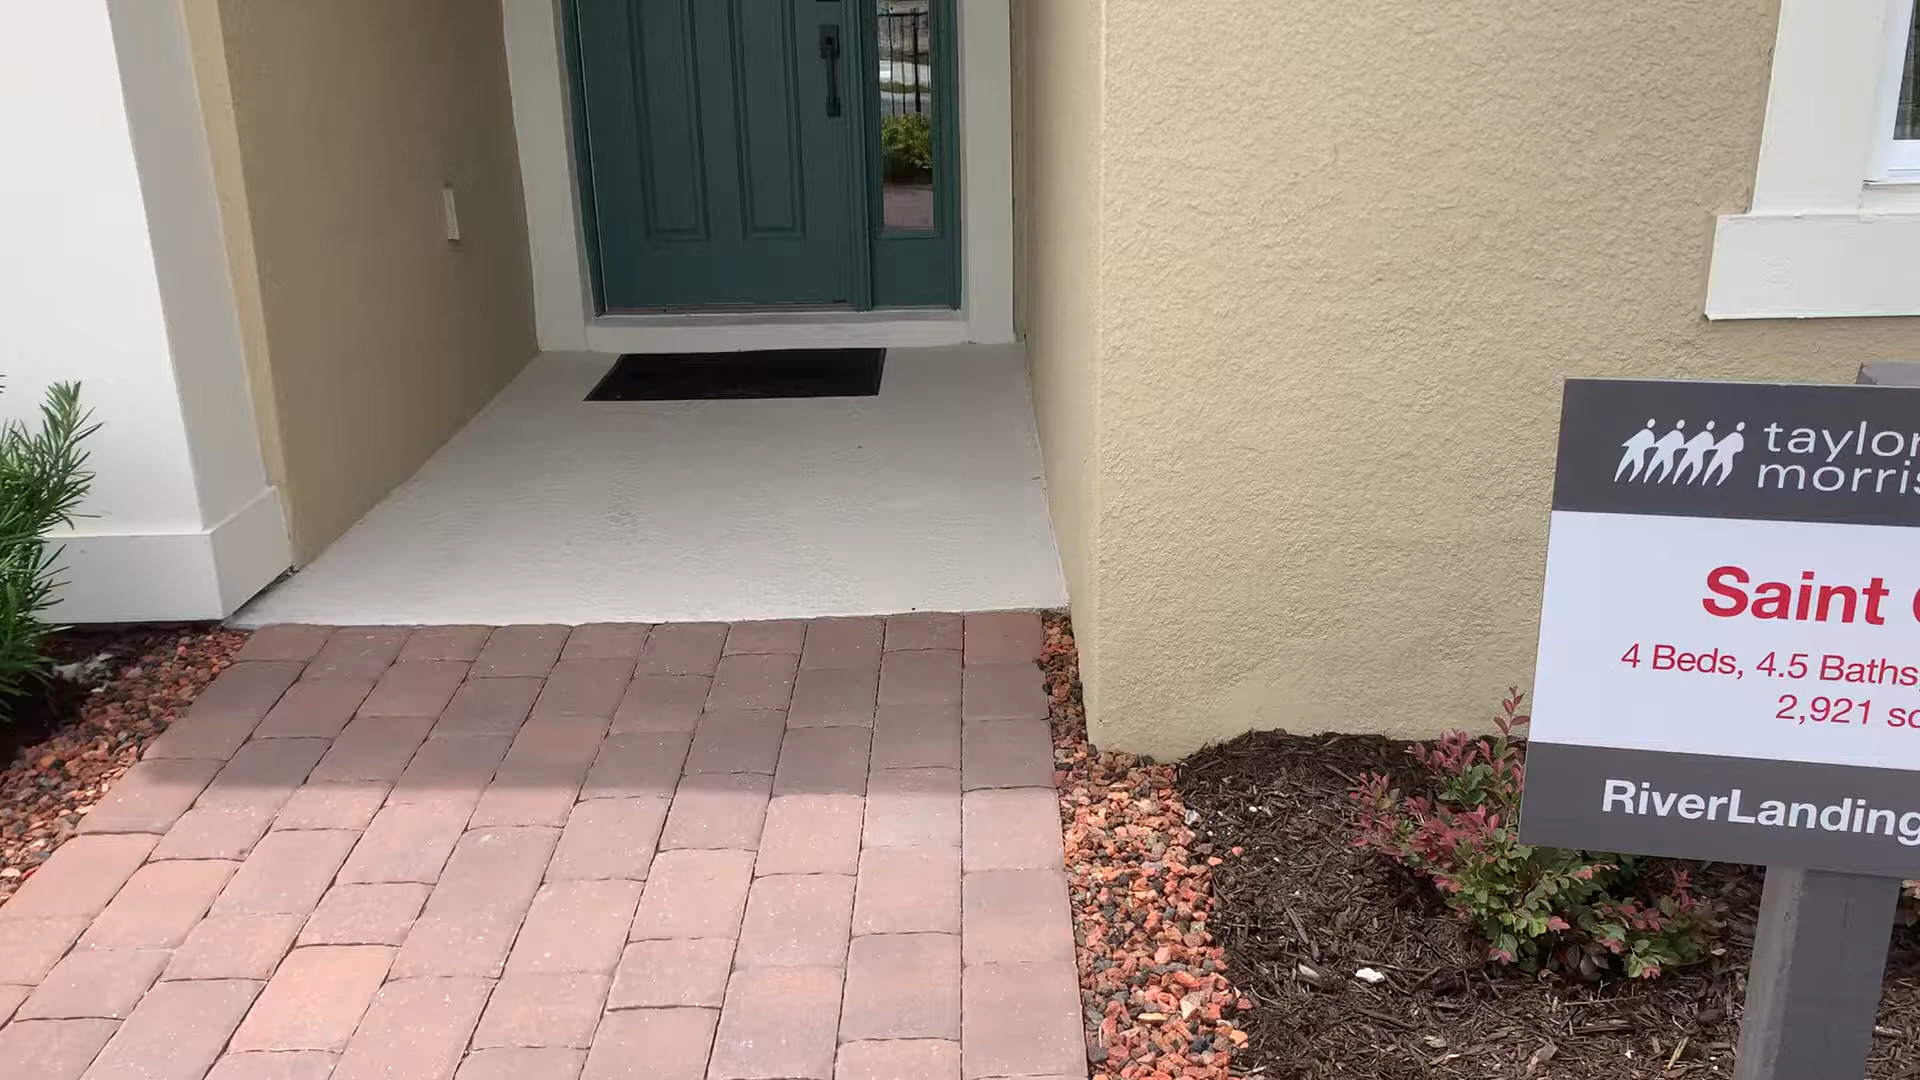 taylor
morris
Saint
4 Beds, 4.5 Baths,
2,921
RiverLanding